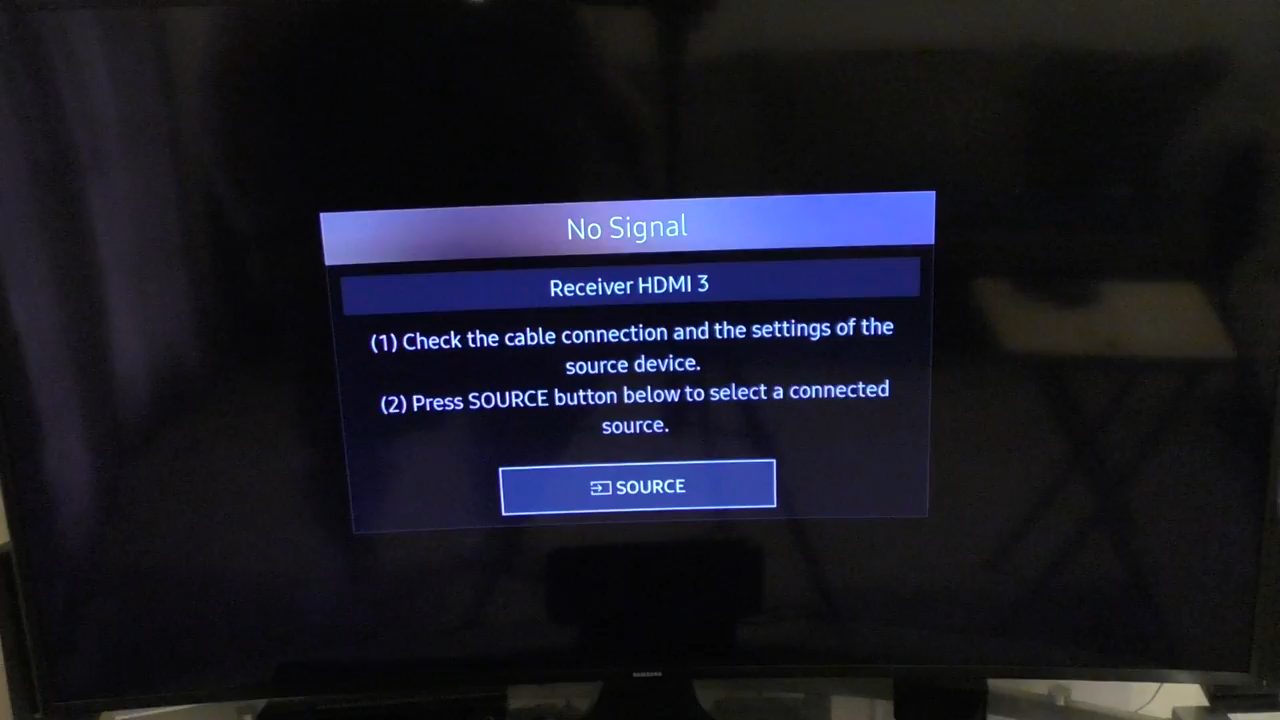 No Signal
Receiver HDMI 3
(1) Check the cable connection and the settings of the
source device.
(2) Press SOURCE button below to select a connected
source.
SOURCE
SAMSUNG